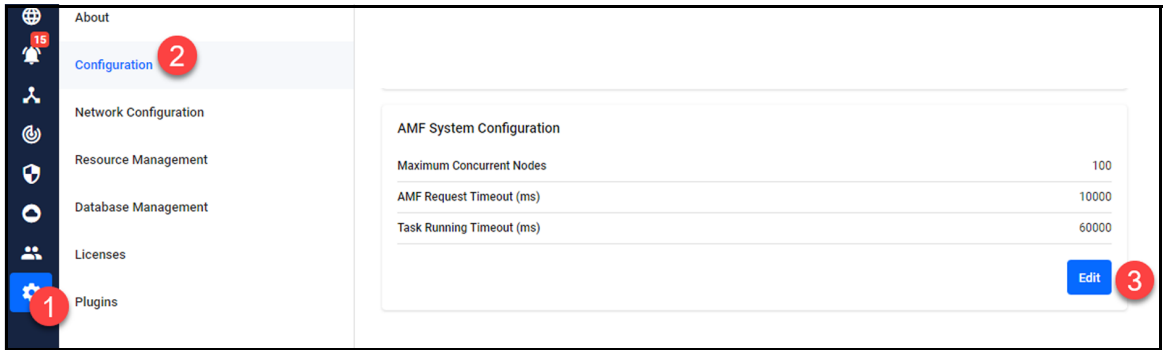 15
About
2
Configuration
Network Configuration
Resource Management
Database Management
Licenses
1
Plugins
AMF System Configuration
Maximum Concurrent Nodes 100
AMF Request Timeout (ms) 10000
Task Running Timeout (ms) 60000
Edit
3